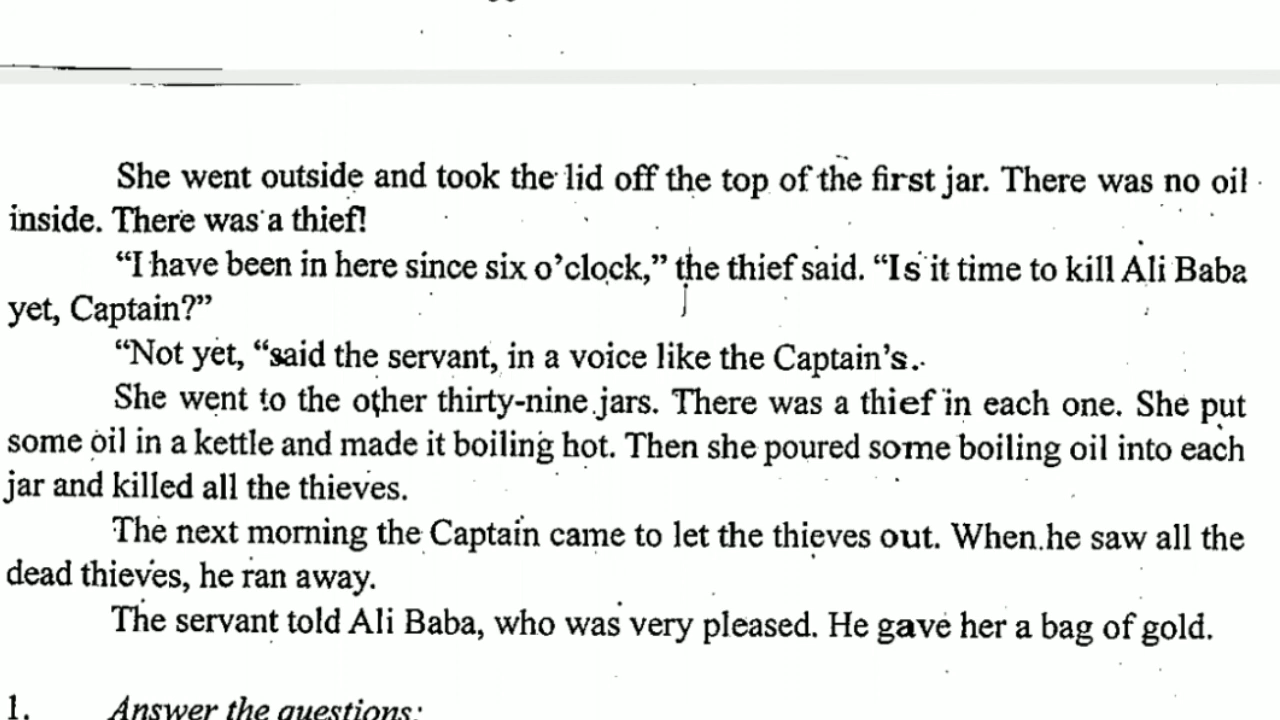 She went outside and took the lid off the top of the first jar. There was no oil
inside. There was a thief!
“I have been in here since six o’clock,” the thief said. “Is it time to kill Ali Baba
yet, Captain?”
“Not yet, “said the servant, in a voice like the Captain’s.
She went to the other thirty-nine jars. There was a thief in each one. She put
some oil in a kettle and made it boiling hot. Then she poured some boiling oil into each
jar and killed all the thieves.
The next morning the Captain came to let the thieves out. When he saw all the
dead thieves, he ran away.
The servant told Ali Baba, who was very pleased. He gave her a bag of gold.
1. Answer the questions: